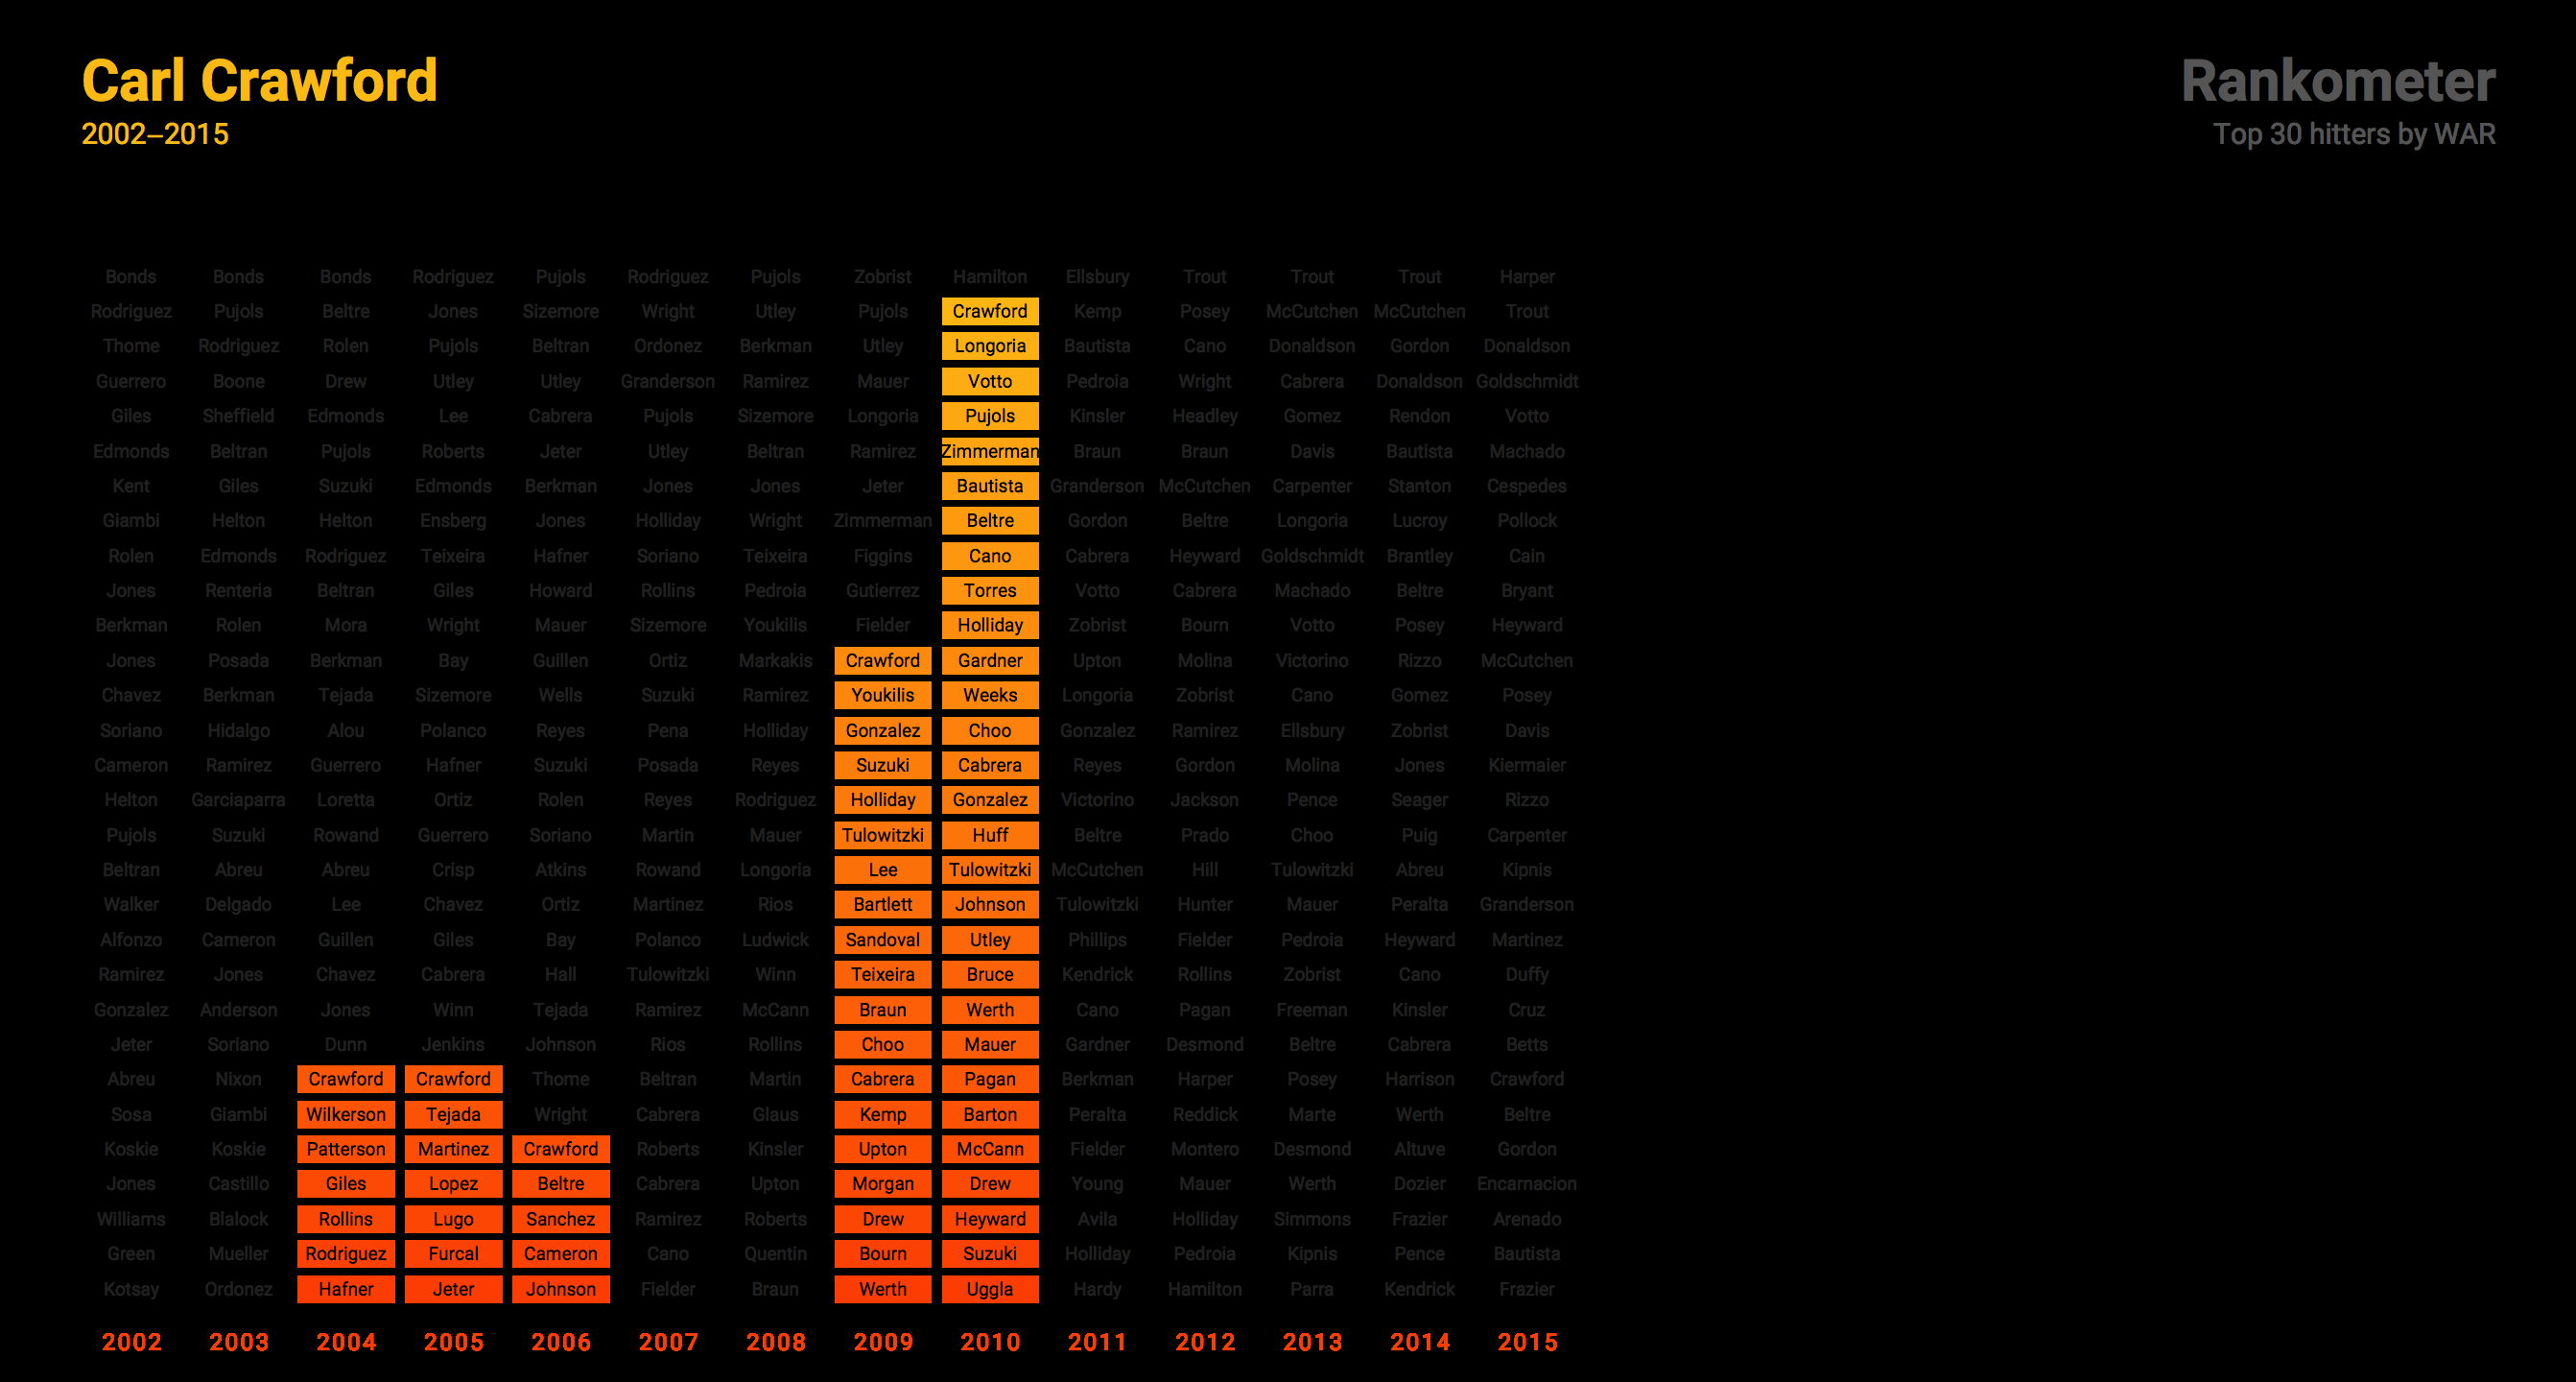 Carl Crawford
2002–2015
Rankometer
Top 30 hitters by WAR
Bonds Bonds Bonds Rodriguez Pujols Rodriguez Pujols Zobrist Hamilton Ellsbury Trout Trout Trout Harper
Rodriguez Pujols Beltre Jones Sizemore Wright Utley Pujols Crawford Kemp Posey McCutchen McCutchen Trout
Thome Rodriguez Rolen Pujols Beltran Ordonez Berkman Utley Longoria Bautista Cano Donaldson Gordon Donaldson
Guerrero Boone Drew Utley Utley Granderson Ramirez Mauer Votto Pedroia Wright Cabrera Donaldson Goldschmidt
Giles Sheffield Edmonds Lee Cabrera Pujols Sizemore Longoria Pujols Kinsler Headley Gomez Rendon Votto
Edmonds Beltran Pujols Roberts Jeter Utley Beltran Ramirez Zimmerman Braun Braun Davis Bautista Machado
Kent Giles Suzuki Edmonds Berkman Jones Jones Jeter Bautista Granderson McCutchen Carpenter Stanton Cespedes
Giambi Helton Helton Ensberg Jones Holliday Wright Zimmerman Beltre Gordon Beltre Longoria Lucroy Pollock
Rolen Edmonds Rodriguez Teixeira Hafner Soriano Teixeira Figgins Cano Cabrera Heyward Goldschmidt Brantley Cain
Jones Renteria Beltran Giles Howard Rollins Pedroia Gutierrez Torres Votto Cabrera Machado Beltre Bryant
Berkman Rolen Mora Wright Mauer Sizemore Youkilis Fielder Holliday Zobrist Bourn Votto Posey Heyward
Jones Posada Berkman Bay Guillen Ortiz Markakis Crawford Gardner Upton Molina Victorino Rizzo McCutchen
Chavez Berkman Tejada Sizemore Wells Suzuki Ramirez Youkilis Weeks Longoria Zobrist Cano Gomez Posey
Soriano Hidalgo Alou Polanco Reyes Pena Holliday Gonzalez Choo Gonzalez Ramirez Ellsbury Zobrist Davis
Cameron Ramirez Guerrero Hafner Suzuki Posada Reyes Suzuki Cabrera Reyes Gordon Molina Jones Kiermaier
Helton Garciaparra Loretta Ortiz Rolen Reyes Rodriguez Holliday Gonzalez Victorino Jackson Pence Seager Rizzo
Pujols Suzuki Rowand Guerrero Soriano Martin Mauer Tulowitzki Huff Beltre Prado Choo Puig Carpenter
Beltran Abreu Abreu Crisp Atkins Rowand Longoria Lee Tulowitzki McCutchen Hill Tulowitzki Abreu Kipnis
Walker Delgado Lee Chavez Ortiz Martinez Rios Bartlett Johnson Tulowitzki Hunter Mauer Peralta Granderson
Alfonzo Cameron Guillen Giles Bay Polanco Ludwick Sandoval Utley Phillips Fielder Pedroia Heyward Martinez
Ramirez Jones Chavez Cabrera Hall Tulowitzki Winn Teixeira Bruce Kendrick Rollins Zobrist Cano Duffy
Gonzalez Anderson Jones Winn Tejada Ramirez McCann Braun Werth Cano Pagan Freeman Kinsler Cruz
Jeter Soriano Dunn Jenkins Johnson Rios Rollins Choo Mauer Gardner Desmond Beltre Cabrera Betts
Abreu Nixon Crawford Crawford Thome Beltran Martin Cabrera Pagan Berkman Harper Posey Harrison Crawford
Sosa Giambi Wilkerson Tejada Wright Cabrera Glaus Kemp Barton Peralta Reddick Marte Werth Beltre
Koskie Koskie Patterson Martinez Crawford Roberts Kinsler Upton McCann Fielder Montero Desmond Altuve Gordon
Jones Castillo Giles Lopez Beltre Cabrera Upton Morgan Drew Young Mauer Werth Dozier Encarnacion
Williams Blalock Rollins Lugo Sanchez Ramirez Roberts Drew Heyward Avila Holliday Simmons Frazier Arenado
Green Mueller Rodriguez Furcal Cameron Cano Quentin Bourn Suzuki Holliday Pedroia Kipnis Pence Bautista
Kotsay Ordonez Hafner Jeter Johnson Fielder Braun Werth Uggla Hardy Hamilton Parra Kendrick Frazier
2002 2003 2004 2005 2006 2007 2008 2009 2010 2011 2012 2013 2014 2015